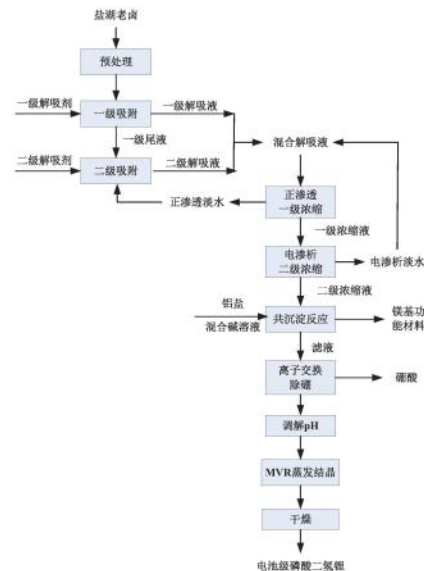 盐湖老卤
预处理
一级解吸剂
一级吸附
一级解吸液
一级尾液
二级解吸剂
二级吸附
二级解吸液
混合解吸液
正渗透淡水
正渗透
一级浓缩
一级浓缩液
电渗析
二级浓缩
电渗析淡水
二级浓缩液
铝盐
混合碱溶液
共沉淀反应
镁基功
能材料
滤液
离子交换
除硼
硼酸
调解pH
MVR蒸发结晶
干燥
电池级磷酸二氢锂